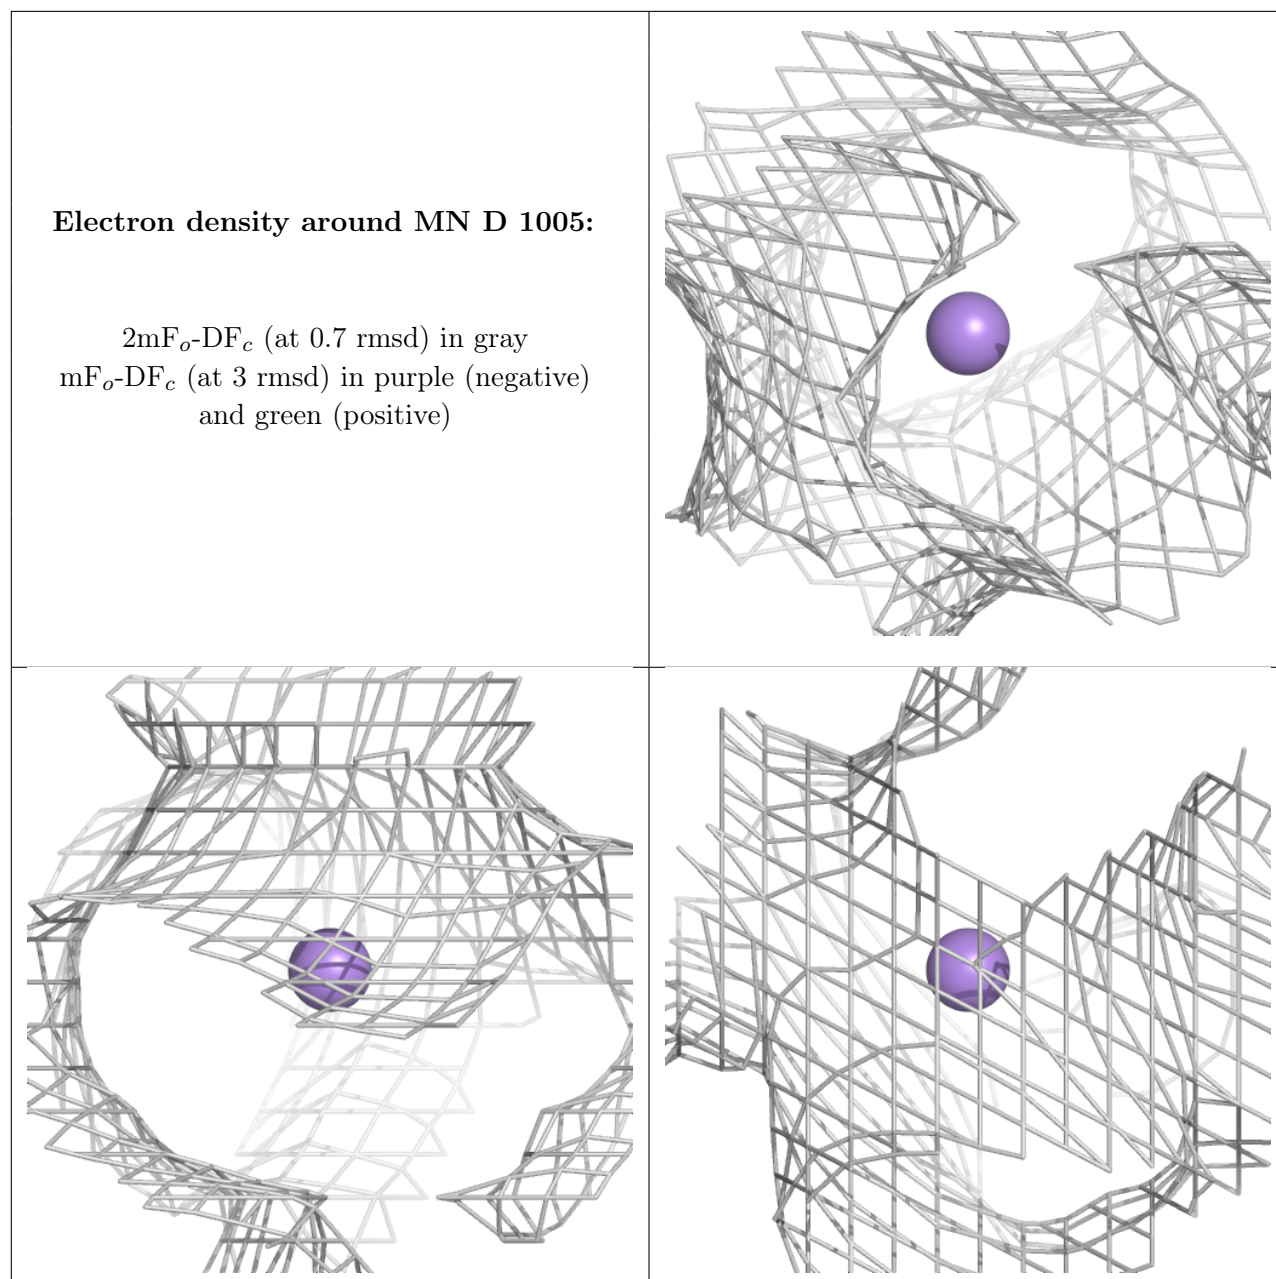 Electron density around MN D 1005:
2mFₒ-DF𝒸 (at 0.7 rmsd) in gray
mFₒ-DF𝒸 (at 3 rmsd) in purple (negative)
and green (positive)